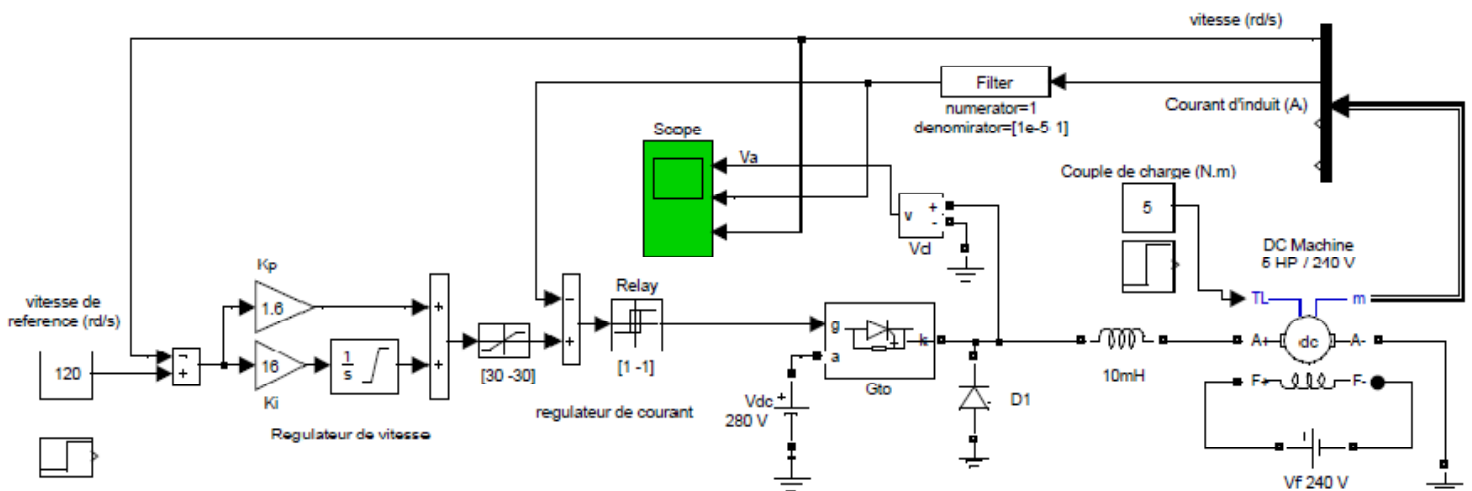 vitesse (rd/s)
Filter
numerator=1
denomirator=[1e-5 1]
Courant d'induit (A)
Scope
Va
Couple de charge (N.m)
5
v
+
-
Vd
DC Machine
5 HP / 240 V
TL
m
Kp
1.6
vitesse de
reference (rd/s)
120
-
+
16
Ki
1
s
+
+
[30 -30]
-
+
Relay
[1 -1]
g
a
k
Gto
10mH
A+
dc
A-
F+
F-
D1
Vdc
+
280 V
regulateur de courant
Regulateur de vitesse
Vf 240 V